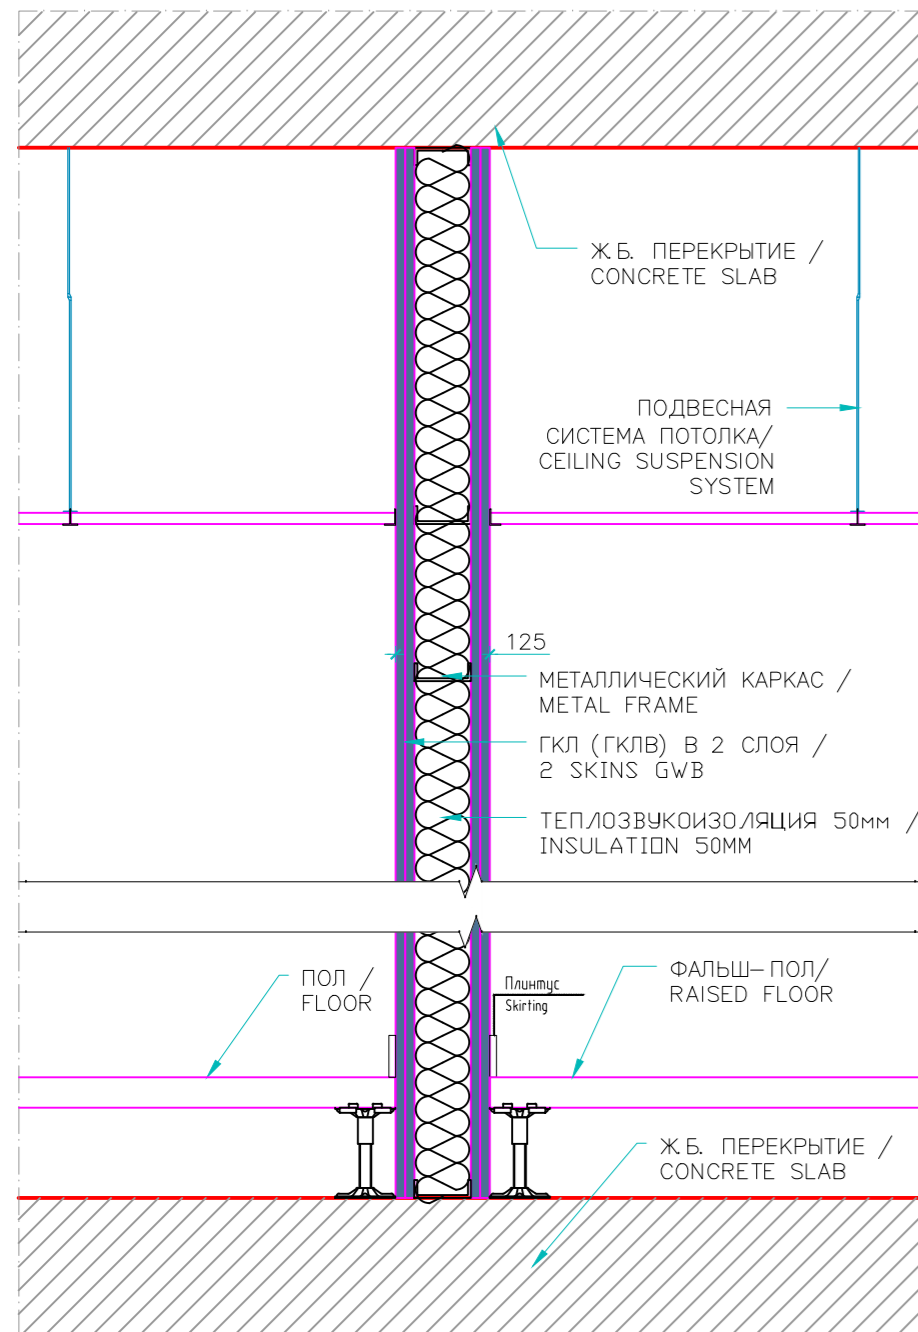 Ж.Б. ПЕРЕКРЫТИЕ /
CONCRETE SLAB
ПОДВЕСНАЯ
СИСТЕМА ПОТОЛКА/
CEILING SUSPENSION
SYSTEM
125
МЕТАЛЛИЧЕСКИЙ КАРКАС /
METAL FRAME
ГКЛ (ГКЛВ) В 2 СЛОЯ /
2 SKINS GWB
ТЕПЛОЗВУКОИЗОЛЯЦИЯ 50мм /
INSULATION 50MM
ПОЛ /
FLOOR
Плинтус
Skirting
ФАЛЬШ-ПОЛ/
RAISED FLOOR
Ж.Б. ПЕРЕКРЫТИЕ /
CONCRETE SLAB